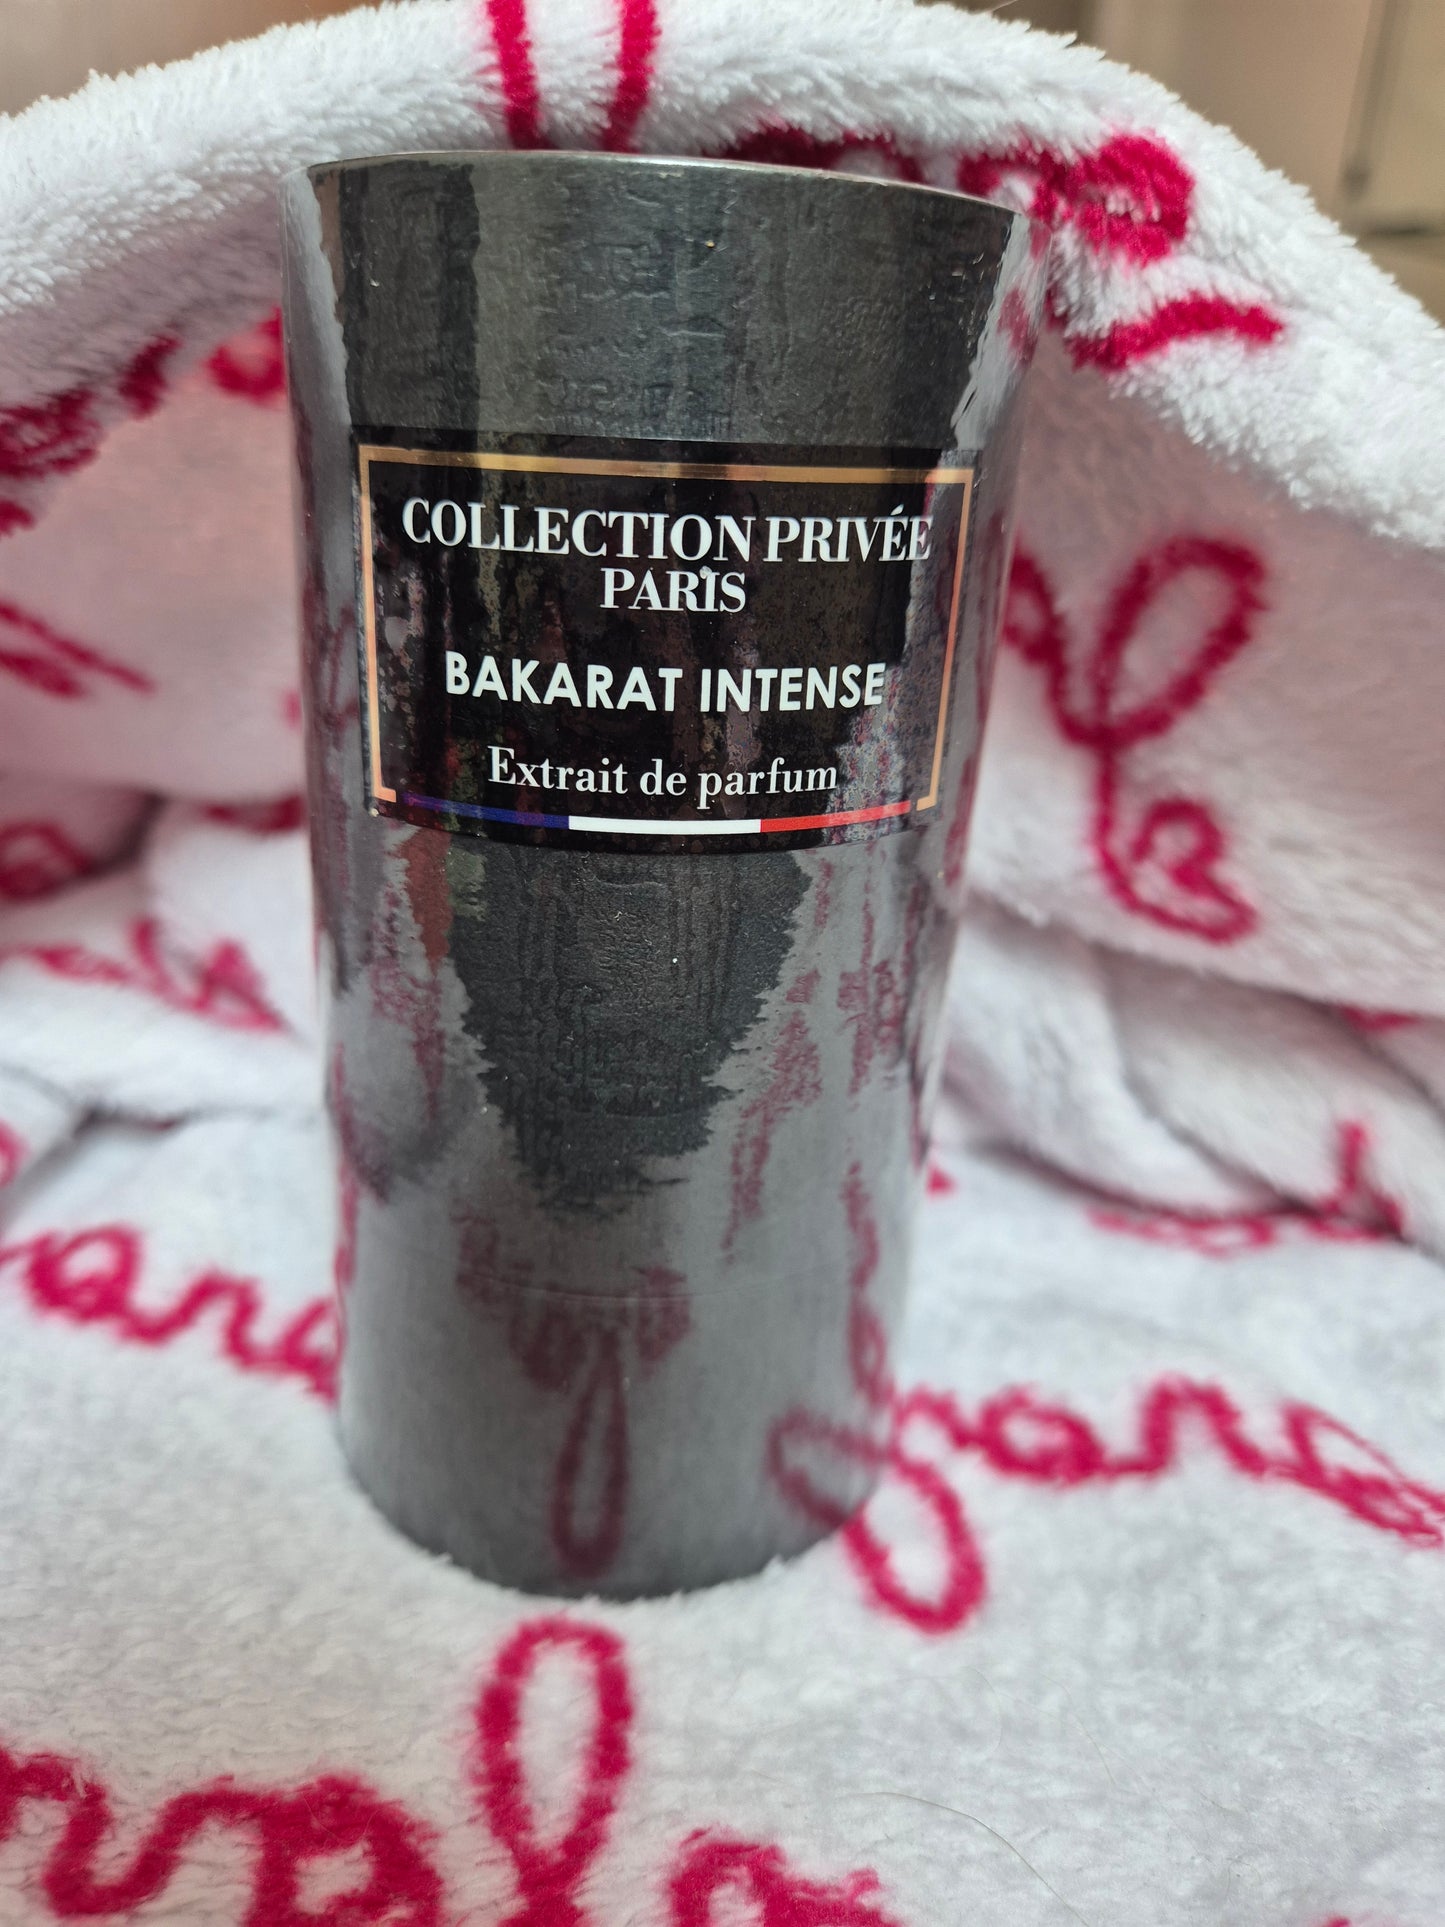 COLLECTION PRIVÉE
PARIS
BAKARAT INTENSE
Extrait de parfum